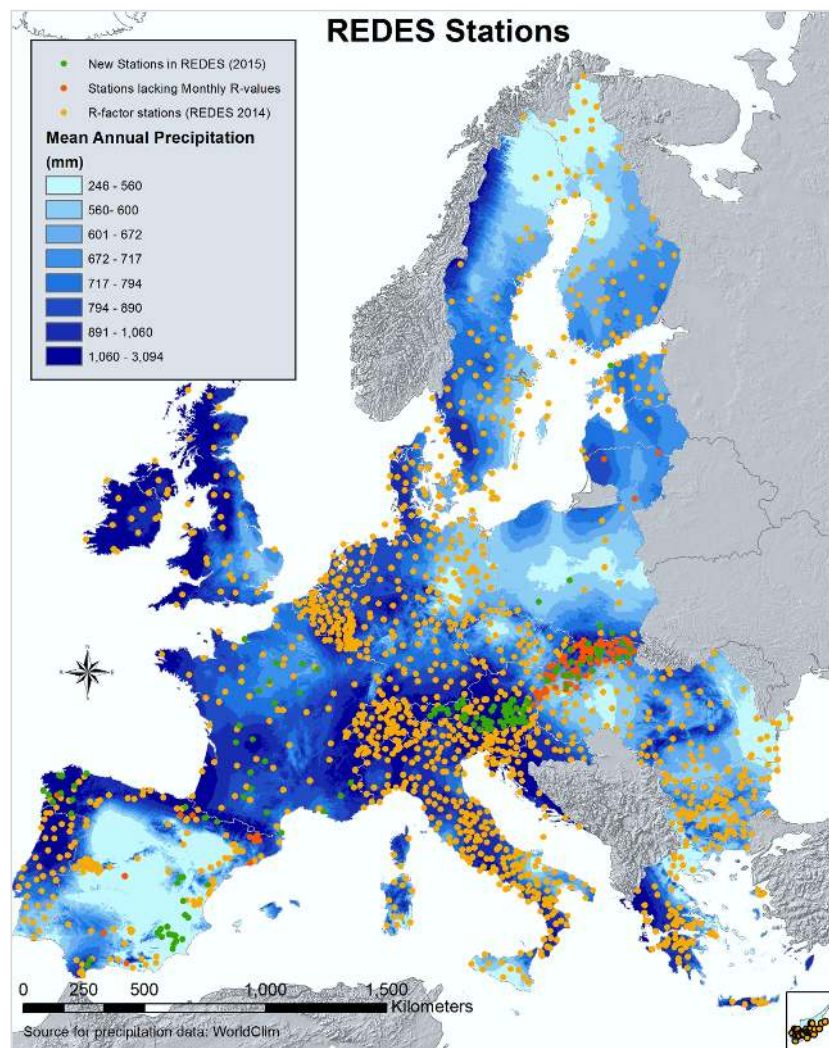 REDES Stations
New Stations in REDES (2015)
Stations lacking Monthly R-values
R-factor stations (REDES 2014)
Mean Annual Precipitation
(mm)
246 - 560
560- 600
601 - 672
672 - 717
717 - 794
794 - 890
891 - 1,060
1,060 - 3,094
0 250 500 1,000 1,500
Kilometers
Source for precipitation data: WorldClim